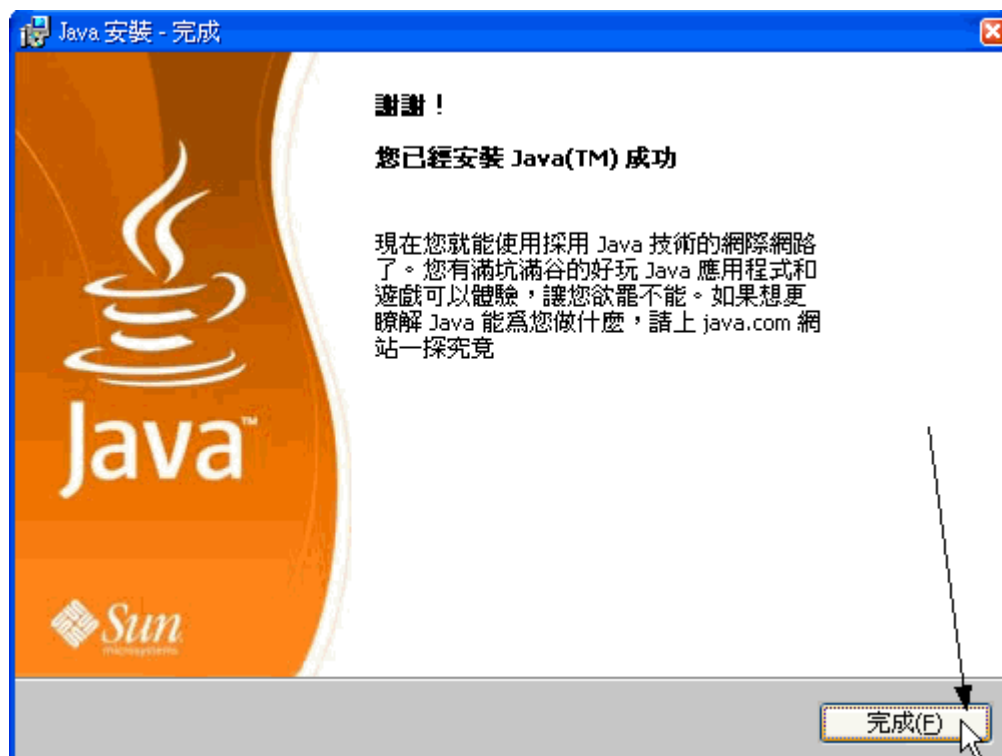 Java 安裝 - 完成
謝謝！
您已經安裝 Java(TM) 成功
現在您就能使用採用 Java 技術的網際網路
了。您有滿坑滿谷的好玩 Java 應用程式和
遊戲可以體驗，讓您欲罷不能。如果想更
瞭解 Java 能為您做什麼，請上 java.com 網
站一探究竟
Java™
Sun
microsystems
完成(F)